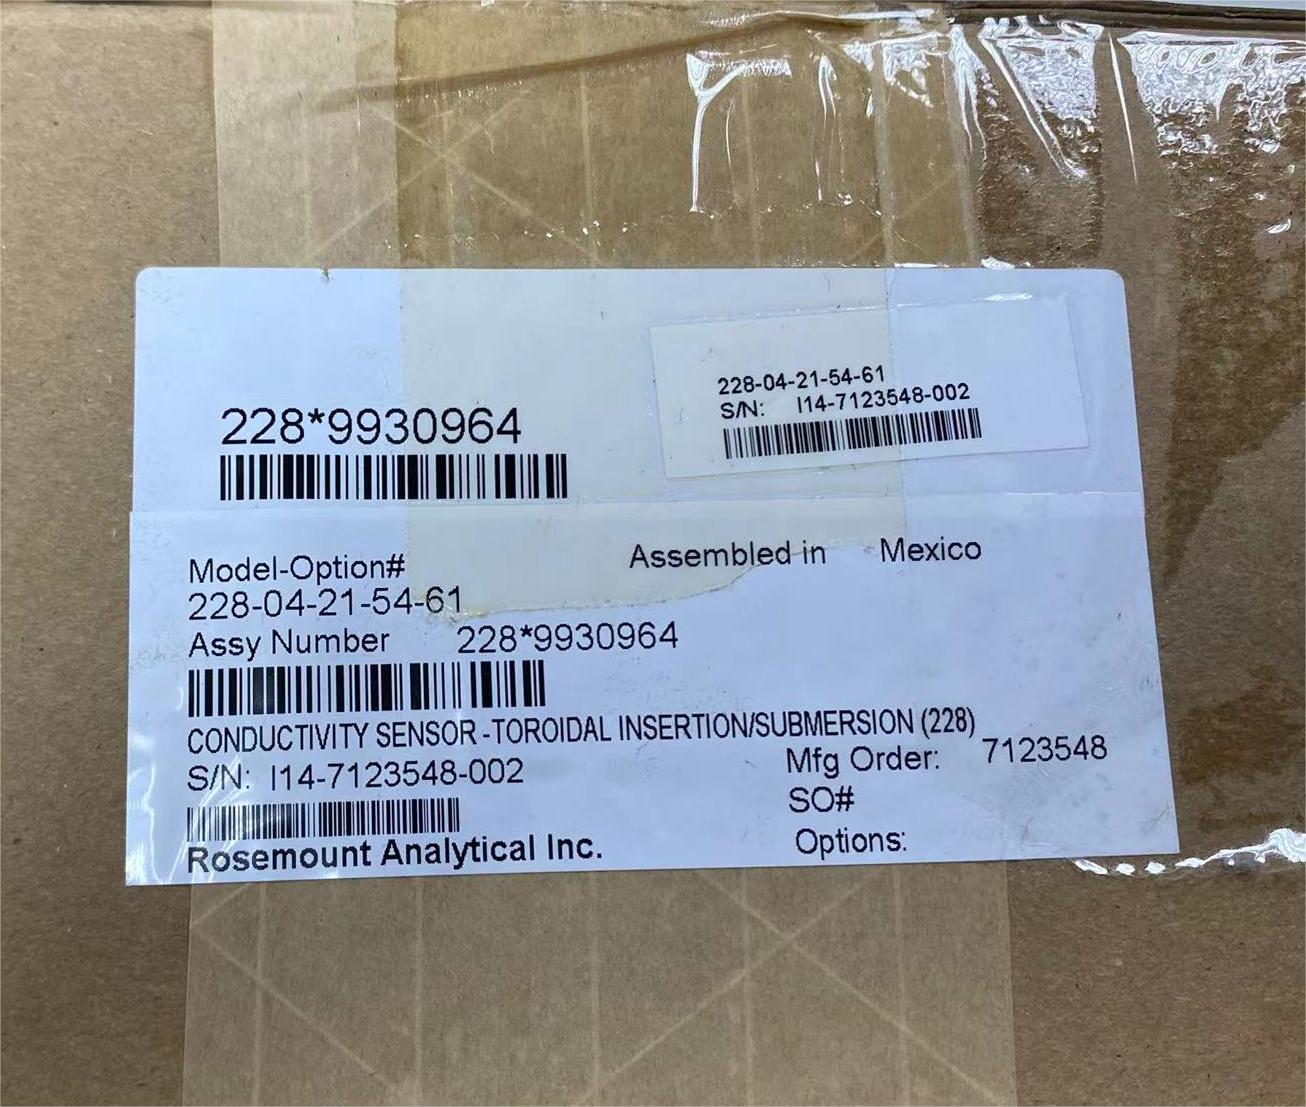 228*9930964
228-04-21-54-61
S/N: I14-7123548-002
Model-Option#
228-04-21-54-61
Assembled in Mexico
Assy Number 228*9930964
CONDUCTIVITY SENSOR -TOROIDAL INSERTION/SUBMERSION (228)
S/N: I14-7123548-002
Mfg Order: 7123548
SO#
Rosemount Analytical Inc.
Options: